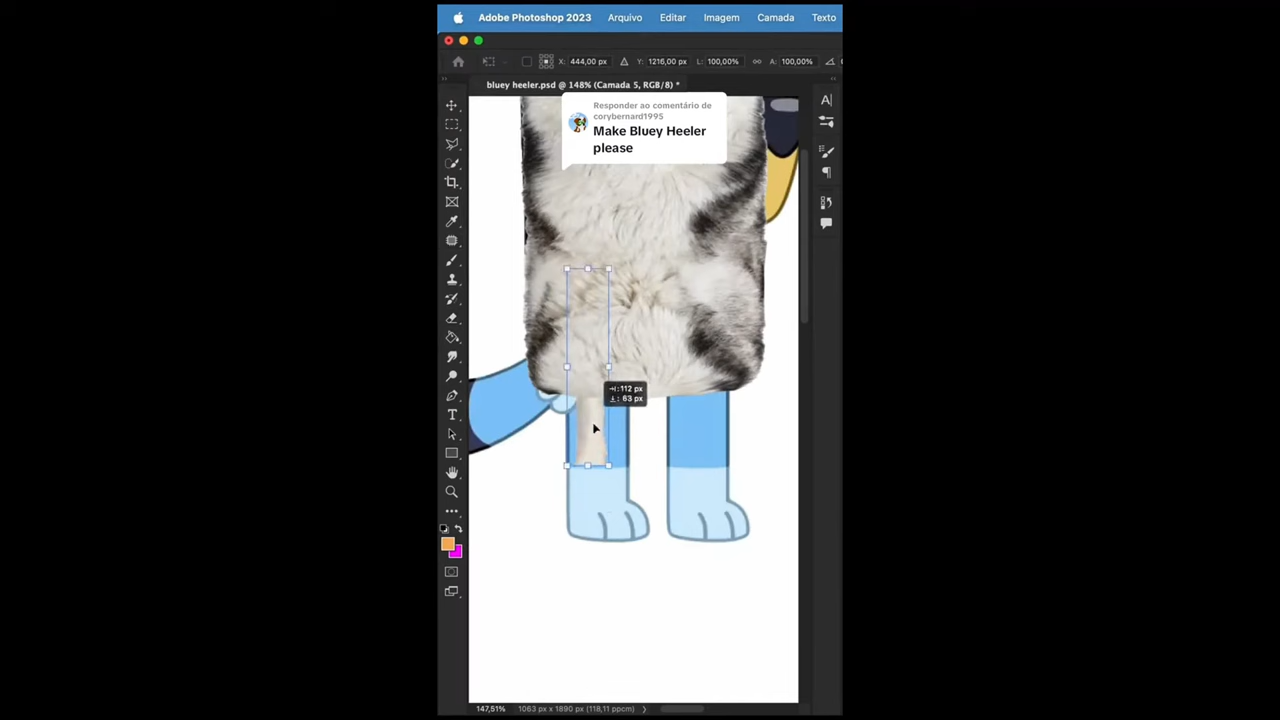 Adobe Photoshop 2023 Arquivo Editar Imagem Camada Texto
X: 444,00 px Y: 1216,00 px L: 100,00% A: 100,00%
bluey heeler.psd @ 148% (Camada 5, RGB/8) *
Responder ao comentário de
corybernard1995
Make Bluey Heeler
please
112 px
63 px
147,51% 1063 px x 1890 px (118,11 ppcm)